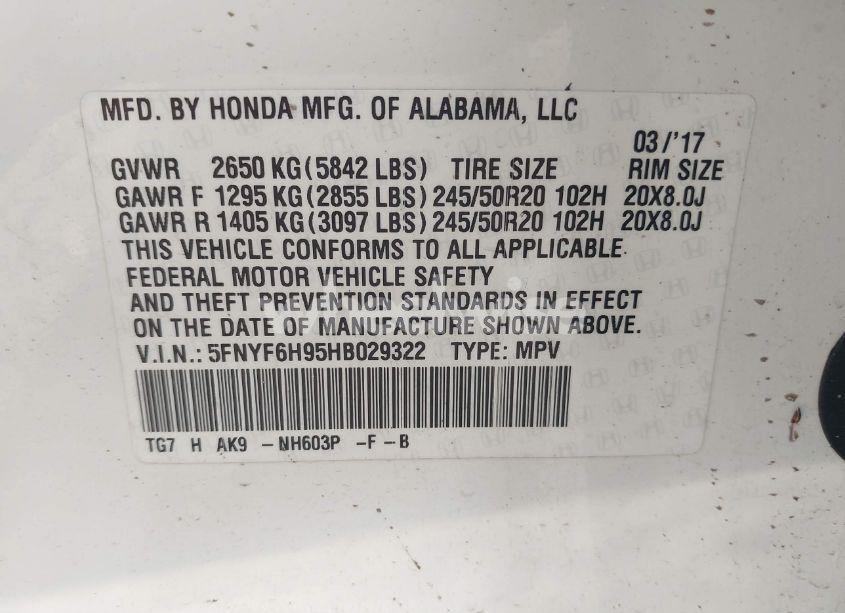 MFD. BY HONDA MFG. OF ALABAMA, LLC
03/'17
GVWR 2650 KG(5842 LBS) TIRE SIZE RIM SIZE
GAWR F 1295 KG(2855 LBS) 245/50R20 102H 20X8.0J
GAWR R 1405 KG(3097 LBS) 245/50R20 102H 20X8.0J
THIS VEHICLE CONFORMS TO ALL APPLICABLE
FEDERAL MOTOR VEHICLE SAFETY
AND THEFT PREVENTION STANDARDS IN EFFECT
ON THE DATE OF MANUFACTURE SHOWN ABOVE.
V.I.N.: 5FNYF6H95HB029322 TYPE: MPV
TG7 H AK9 -NH603P -F -B